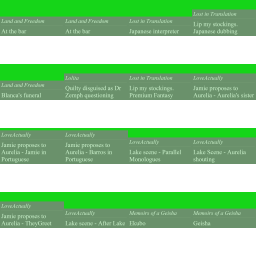 Land and Freedom
At the bar
Land and Freedom
At the bar
Lost in Translation
Japanese interpreter
Lost in Translation
Lip my stockings.
Japanese dubbing
Land and Freedom
Blanca's funeral
Lolita
Quilty disguised as Dr
Zemph questioning
Lost in Translation
Lip my stockings.
Premium Fantasy
LoveActually
Jamie proposes to
Aurelia - Aurelia's sister
LoveActually
Jamie proposes to
Aurelia - Jamie in
Portuguese
LoveActually
Jamie proposes to
Aurelia - Barros in
Portuguese
LoveActually
Lake scene - Parallel
Monologues
LoveActually
Lake Scene - Aurelia
shouting
LoveActually
Jamie proposes to
Aurelia - TheyGreet
LoveActually
Lake scene - After Lake
Memoirs of a Geisha
Memoirs of a Geisha
Geisha